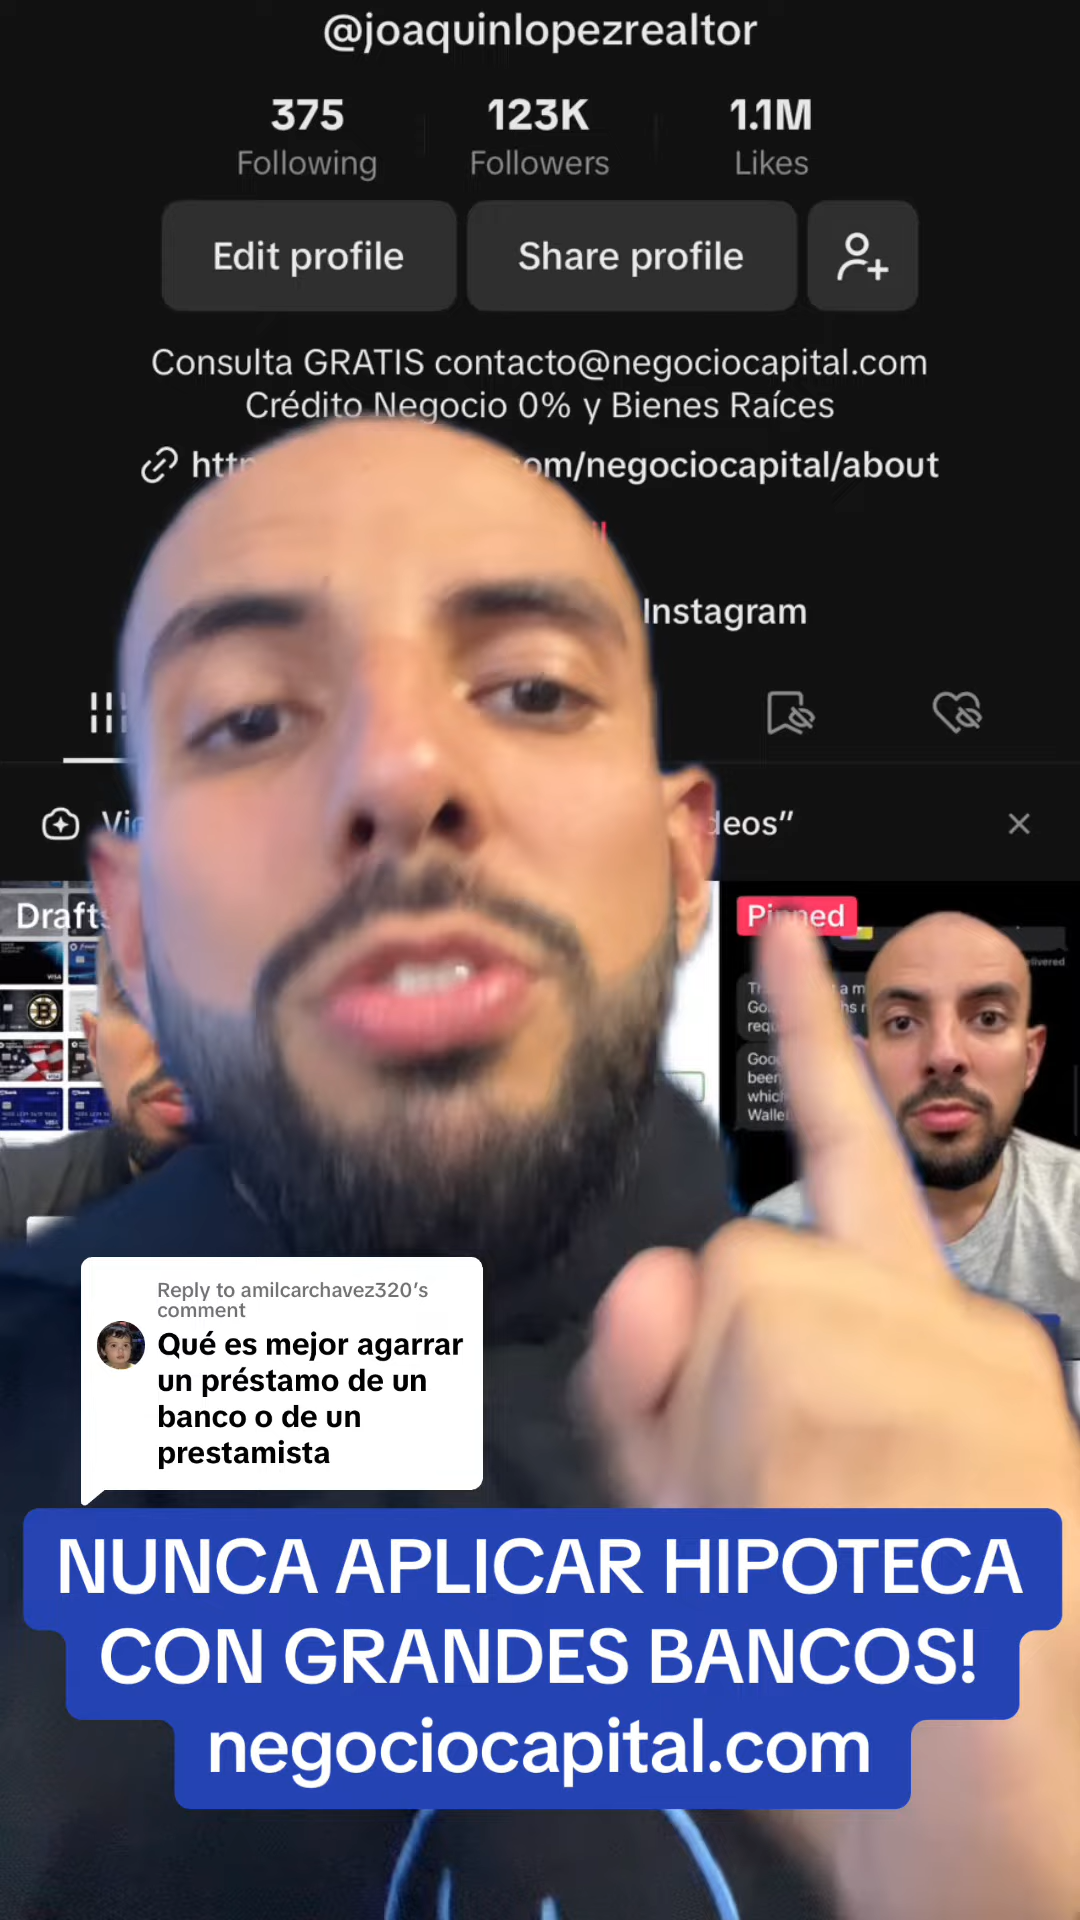 @joaquinlopezrealtor
375 123K 1.1M
Following Followers Likes
Edit profile Share profile
Consulta GRATIS contacto@negociocapital.com
Crédito Negocio 0% y Bienes Raíces
om/negociocapital/about
Instagram
deos”
Drafts
Pinned
Reply to amilcarchavez320’s
comment
Qué es mejor agarrar
un préstamo de un
banco o de un
prestamista
NUNCA APLICAR HIPOTECA
CON GRANDES BANCOS!
negociocapital.com